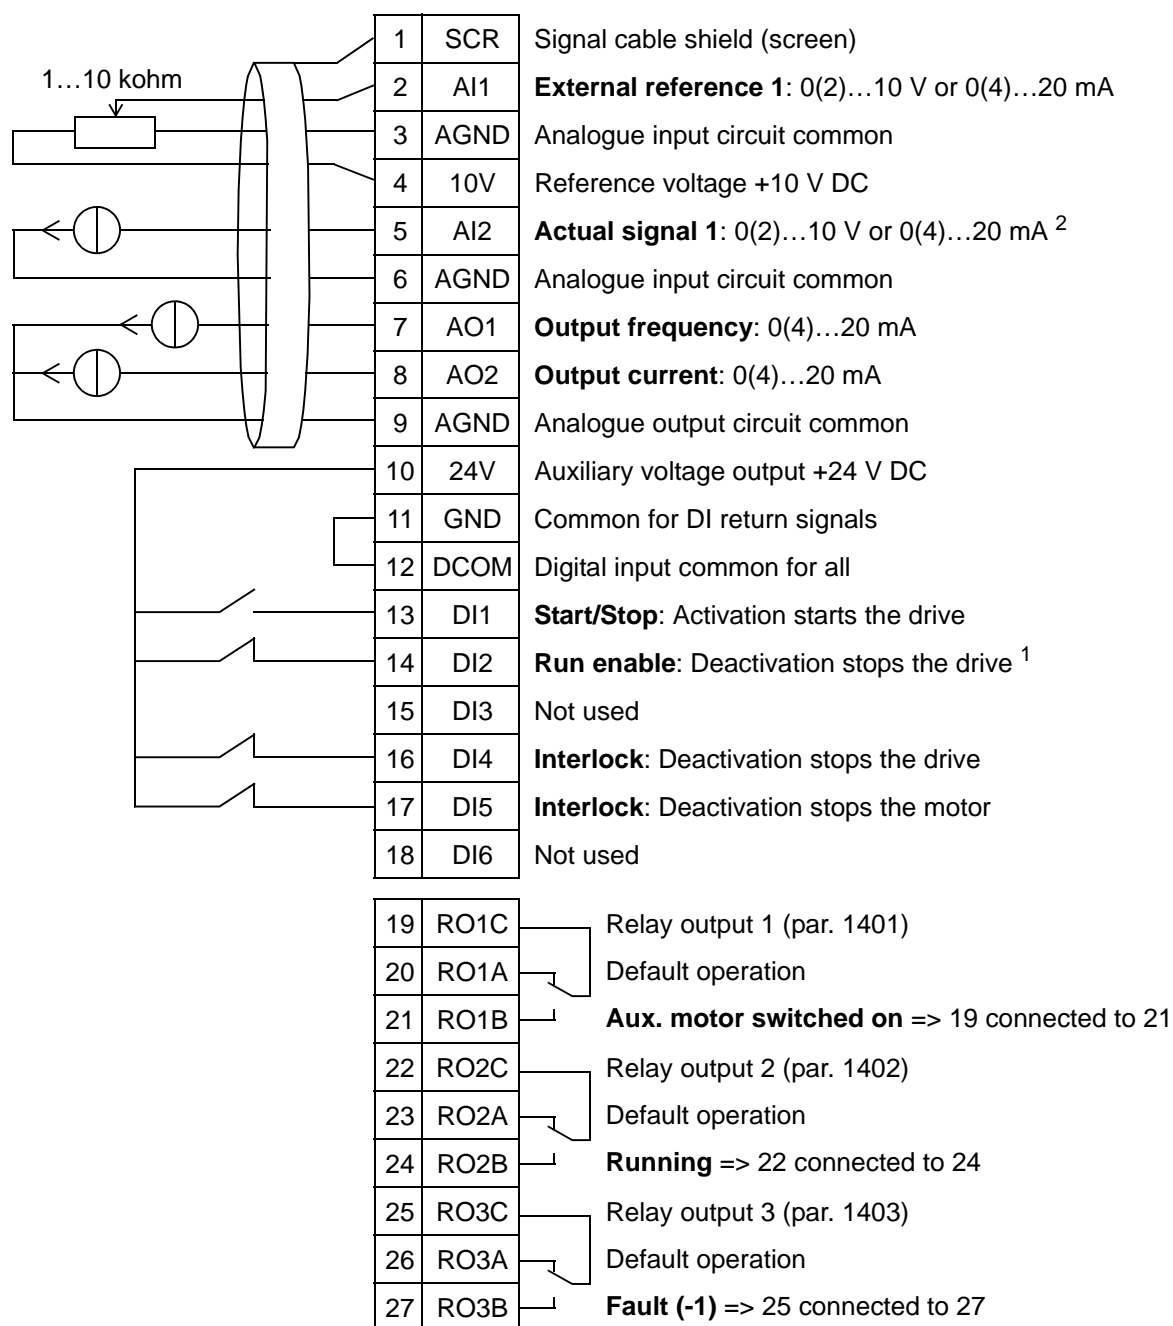 1 SCR Signal cable shield (screen)
1…10 kohm
2 AI1 External reference 1: 0(2)…10 V or 0(4)…20 mA
3 AGND Analogue input circuit common
4 10V Reference voltage +10 V DC
5 AI2 Actual signal 1: 0(2)…10 V or 0(4)…20 mA 2
6 AGND Analogue input circuit common
7 AO1 Output frequency: 0(4)…20 mA
8 AO2 Output current: 0(4)…20 mA
9 AGND Analogue output circuit common
10 24V Auxiliary voltage output +24 V DC
11 GND Common for DI return signals
12 DCOM Digital input common for all
13 DI1 Start/Stop: Activation starts the drive
14 DI2 Run enable: Deactivation stops the drive 1
15 DI3 Not used
16 DI4 Interlock: Deactivation stops the drive
17 DI5 Interlock: Deactivation stops the motor
18 DI6 Not used
19 RO1C Relay output 1 (par. 1401)
20 RO1A Default operation
21 RO1B Aux. motor switched on => 19 connected to 21
22 RO2C Relay output 2 (par. 1402)
23 RO2A Default operation
24 RO2B Running => 22 connected to 24
25 RO3C Relay output 3 (par. 1403)
26 RO3A Default operation
27 RO3B Fault (-1) => 25 connected to 27